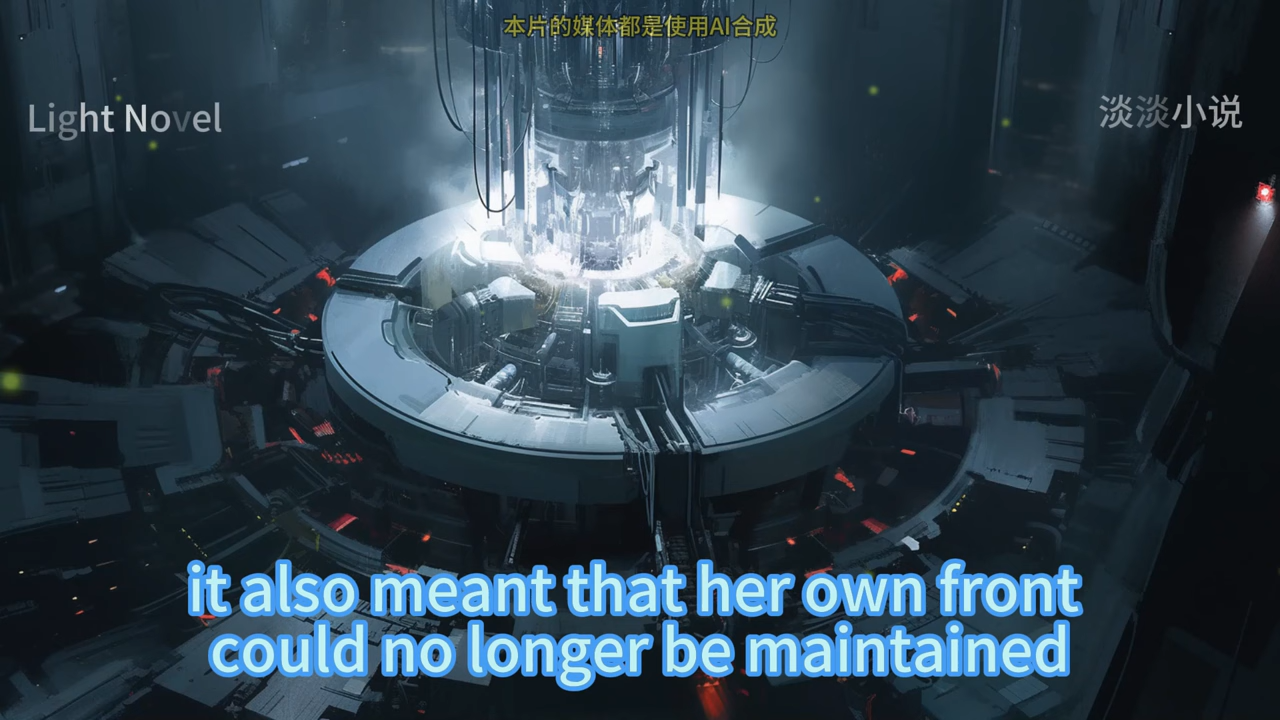 本片的媒体都是使用AI合成
Light Novel
淡淡小说
it also meant that her own front
could no longer be maintained